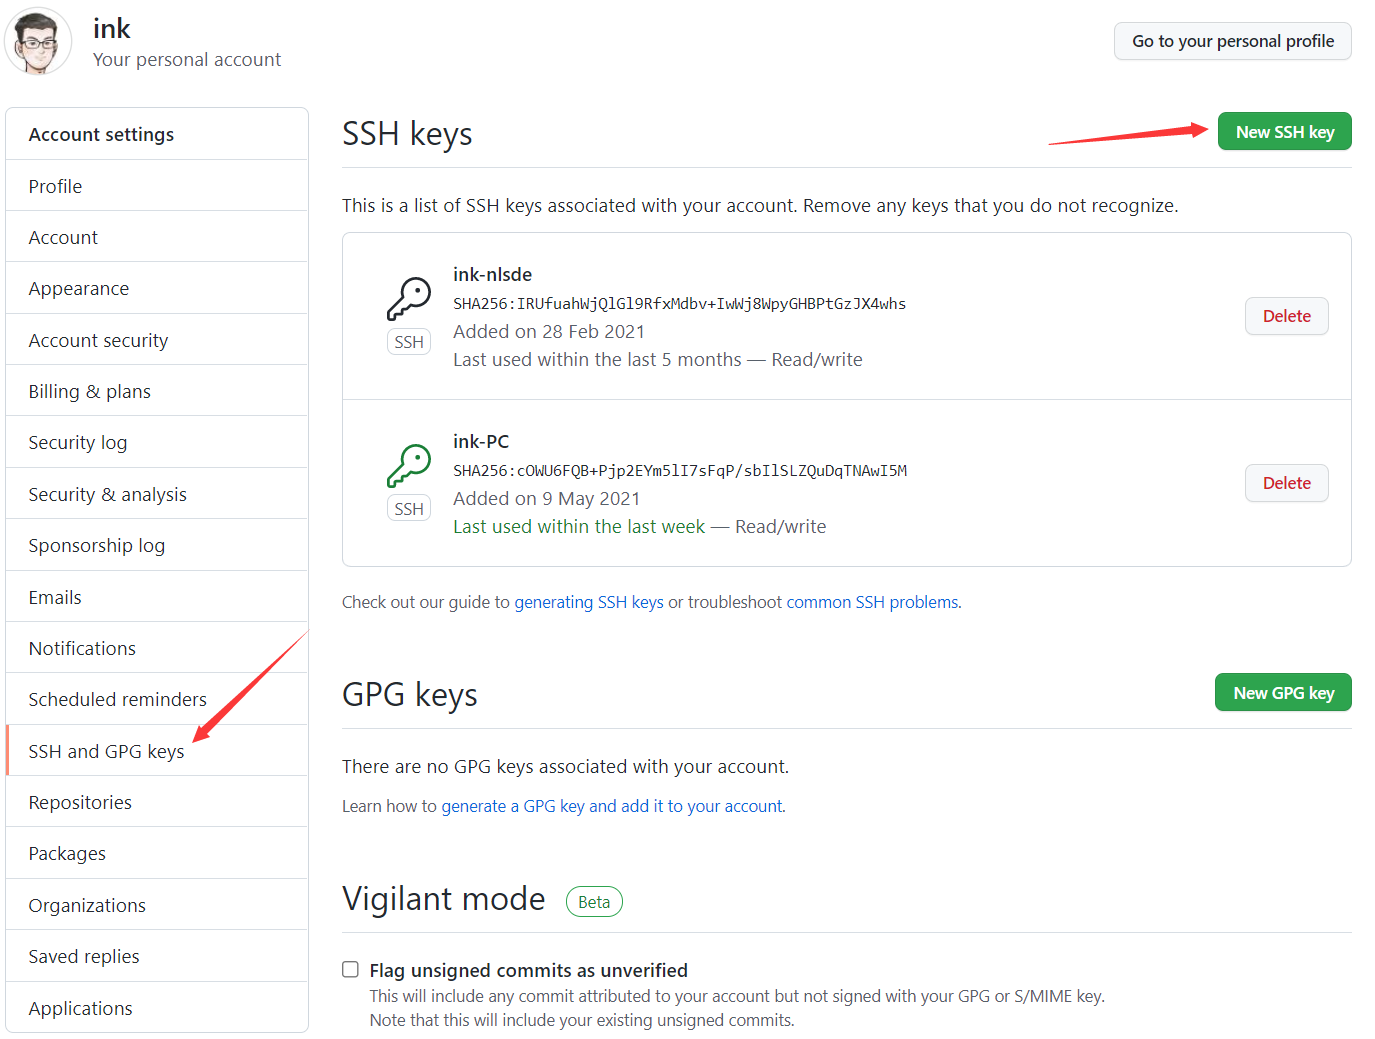 ink
Your personal account
Go to your personal profile
Account settings
Profile
Account
Appearance
Account security
Billing & plans
Security log
Security & analysis
Sponsorship log
Emails
Notifications
Scheduled reminders
SSH and GPG keys
Repositories
Packages
Organizations
Saved replies
Applications
SSH keys
New SSH key
This is a list of SSH keys associated with your account. Remove any keys that you do not recognize.
ink-nlsde
SHA256:IRUfuahWjQlGl9RfxMdbv+IwWj8WpyGHBPtGzJX4whs
Added on 28 Feb 2021
Last used within the last 5 months — Read/write
SSH
Delete
ink-PC
SHA256:cOWU6FQB+Pjp2EYm5lI7sFqP/sbIlSLZQuDqTNAwI5M
Added on 9 May 2021
Last used within the last week — Read/write
SSH
Delete
Check out our guide to generating SSH keys or troubleshoot common SSH problems.
GPG keys
New GPG key
There are no GPG keys associated with your account.
Learn how to generate a GPG key and add it to your account.
Vigilant mode
Beta
Flag unsigned commits as unverified
This will include any commit attributed to your account but not signed with your GPG or S/MIME key.
Note that this will include your existing unsigned commits.